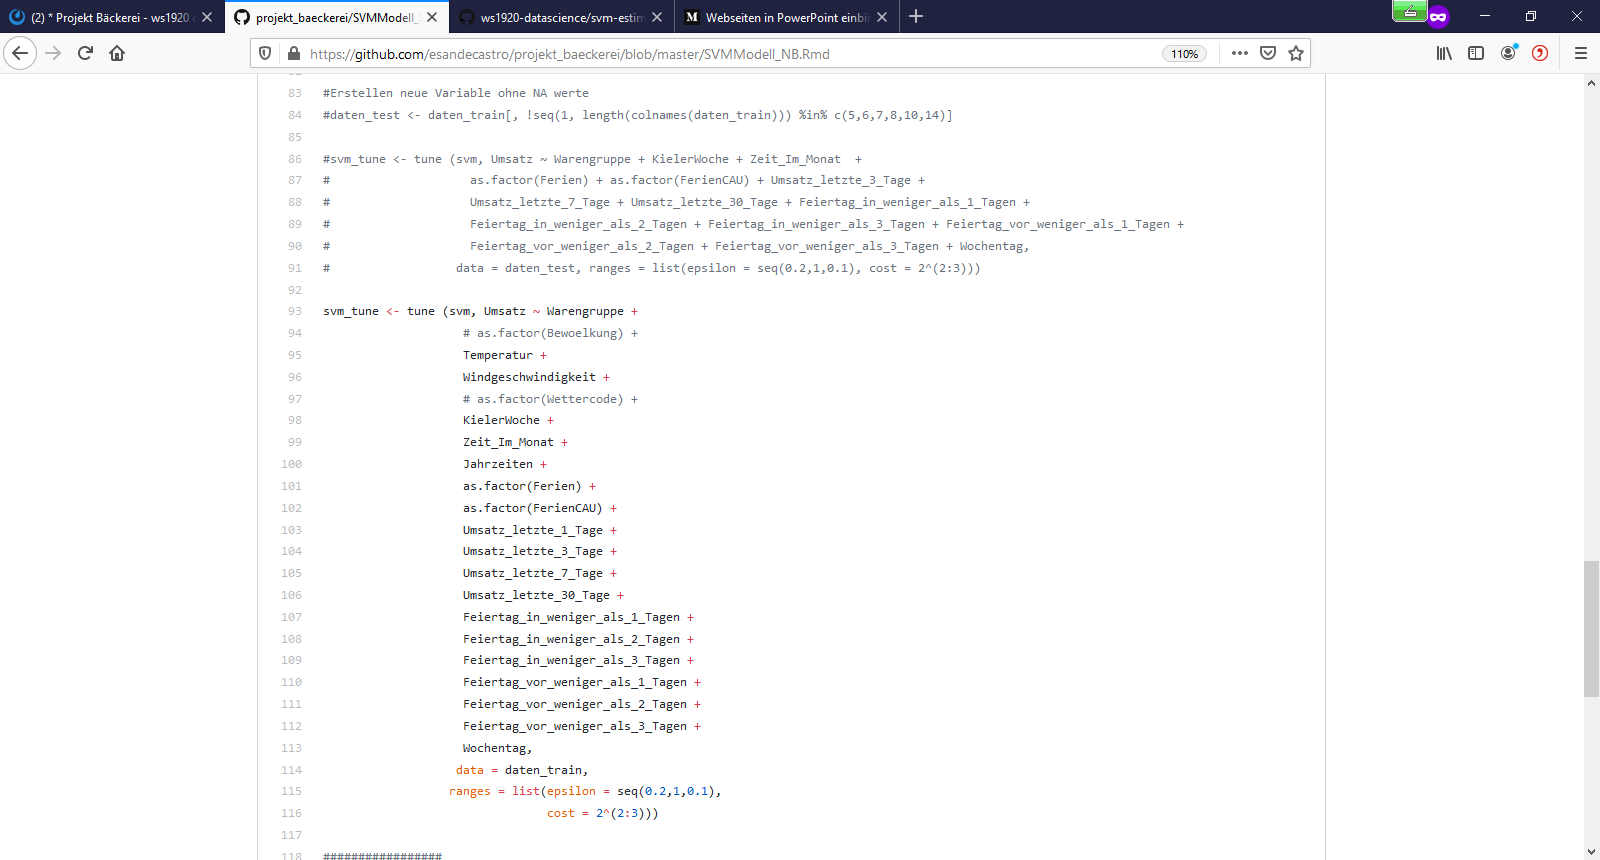 (2) * Projekt Bäckerei - ws1920
projekt_baeckerei/SVMModell_
ws1920-datascience/svm-estim
Webseiten in PowerPoint einbin
https://github.com/esandecastro/projekt_baeckerei/blob/master/SVMModell_NB.Rmd
110%
83 #Erstellen neue Variable ohne NA werte
84 #daten_test <- daten_train[, !seq(1, length(colnames(daten_train))) %in% c(5,6,7,8,10,14)]
85
86 #svm_tune <- tune (svm, Umsatz ~ Warengruppe + KielerWoche + Zeit_Im_Monat  +
87 #                    as.factor(Ferien) + as.factor(FerienCAU) + Umsatz_letzte_3_Tage +
88 #                    Umsatz_letzte_7_Tage + Umsatz_letzte_30_Tage + Feiertag_in_weniger_als_1_Tagen +
89 #                    Feiertag_in_weniger_als_2_Tagen + Feiertag_in_weniger_als_3_Tagen + Feiertag_vor_weniger_als_1_Tagen +
90 #                    Feiertag_vor_weniger_als_2_Tagen + Feiertag_vor_weniger_als_3_Tagen + Wochentag,
91 #                  data = daten_test, ranges = list(epsilon = seq(0.2,1,0.1), cost = 2^(2:3)))
92
93 svm_tune <- tune (svm, Umsatz ~ Warengruppe +
94                    # as.factor(Bewoelkung) +
95                    Temperatur +
96                    Windgeschwindigkeit +
97                    # as.factor(Wettercode) +
98                    KielerWoche +
99                    Zeit_Im_Monat +
100                    Jahrzeiten +
101                    as.factor(Ferien) +
102                    as.factor(FerienCAU) +
103                    Umsatz_letzte_1_Tage +
104                    Umsatz_letzte_3_Tage +
105                    Umsatz_letzte_7_Tage +
106                    Umsatz_letzte_30_Tage +
107                    Feiertag_in_weniger_als_1_Tagen +
108                    Feiertag_in_weniger_als_2_Tagen +
109                    Feiertag_in_weniger_als_3_Tagen +
110                    Feiertag_vor_weniger_als_1_Tagen +
111                    Feiertag_vor_weniger_als_2_Tagen +
112                    Feiertag_vor_weniger_als_3_Tagen +
113                    Wochentag,
114                   data = daten_train,
115                  ranges = list(epsilon = seq(0.2,1,0.1),
116                                cost = 2^(2:3)))
117
118 #################